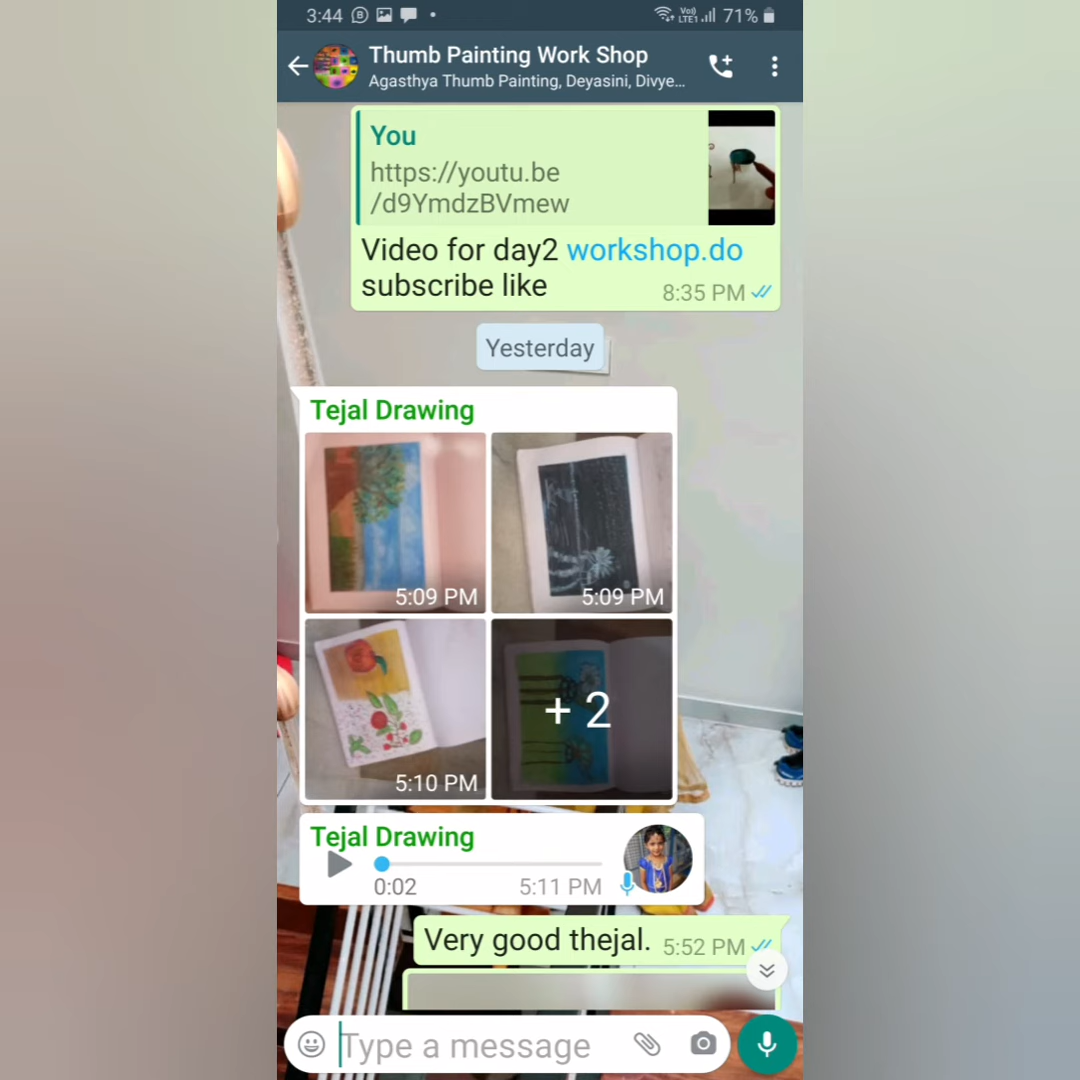 3:44
Vo)) LTE1 71%
Thumb Painting Work Shop
Agasthya Thumb Painting, Deyasini, Divye...
You
https://youtu.be
/d9YmdzBVmew
Video for day2 workshop.do
subscribe like
8:35 PM
Yesterday
Tejal Drawing
5:09 PM
5:09 PM
5:10 PM
+ 2
Tejal Drawing
0:02
5:11 PM
Very good thejal.
5:52 PM
Type a message